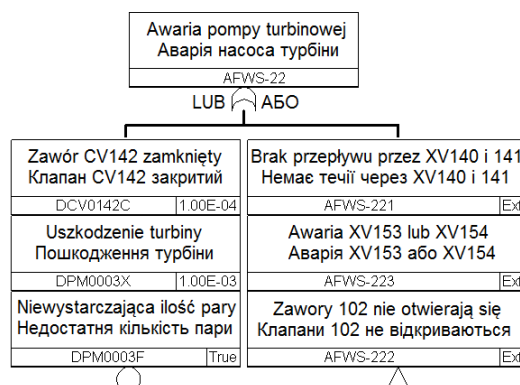 Awaria pompy turbinowej
Аварія насоса турбіни
AFWS-22
LUB АБО
Zawór CV142 zamknięty
Клапан CV142 закритий
DCV0142C 1.00E-04
Uszkodzenie turbiny
Пошкодження турбіни
DPM0003X 1.00E-03
Niewystarczająca ilość pary
Недостатня кількість пари
DPM0003F True
Brak przepływu przez XV140 i 141
Немає течії через XV140 і 141
AFWS-221 Ext
Awaria XV153 lub XV154
Аварія XV153 або XV154
AFWS-223 Ext
Zawory 102 nie otwierają się
Клапани 102 не відкриваються
AFWS-222 Ext